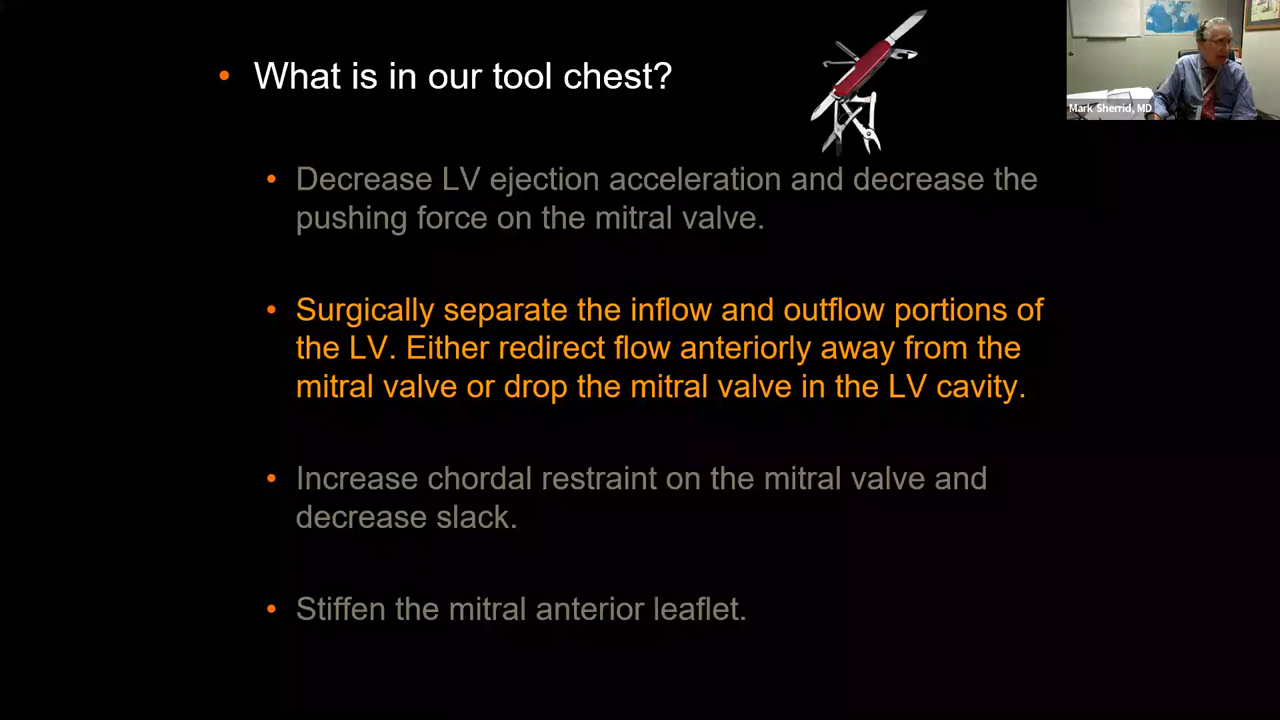 • What is in our tool chest?
• Decrease LV ejection acceleration and decrease the
pushing force on the mitral valve.
• Surgically separate the inflow and outflow portions of
the LV. Either redirect flow anteriorly away from the
mitral valve or drop the mitral valve in the LV cavity.
• Increase chordal restraint on the mitral valve and
decrease slack.
• Stiffen the mitral anterior leaflet.
Mark Sherrid, MD